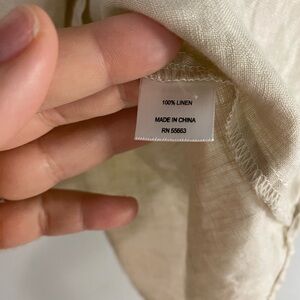 100% LINEN
MADE IN CHINA
RN 55663